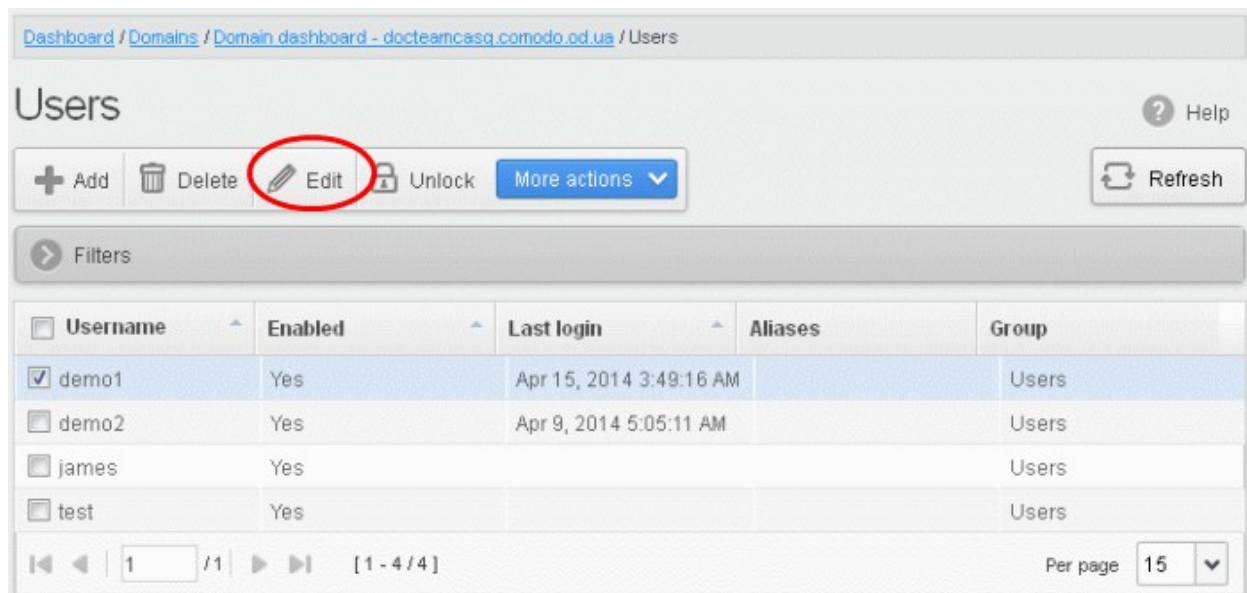 Dashboard / Domains / Domain dashboard - docteamcasg.comodo.od.ua / Users
Users
Help
Add Delete Edit Unlock More actions Refresh
Filters
Username Enabled Last login Aliases Group
demo1 Yes Apr 15, 2014 3:49:16 AM Users
demo2 Yes Apr 9, 2014 5:05:11 AM Users
james Yes Users
test Yes Users
1 /1 [1 - 4 / 4] Per page 15